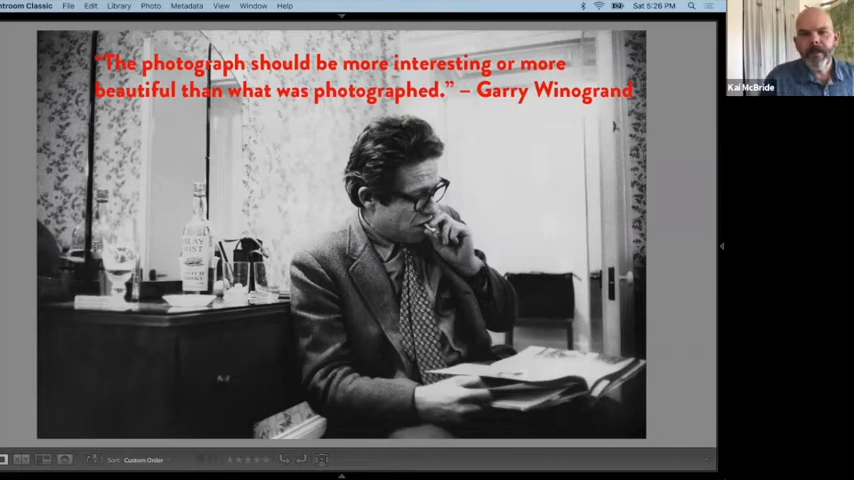 ntroom Classic File Edit Library Photo Metadata View Window Help Sat 5:26 PM
"The photograph should be more interesting or more
beautiful than what was photographed." – Garry Winogrand
Kai McBride
ISLAY
MIST
SCOTCH
WHISKY
Sort: Custom Order